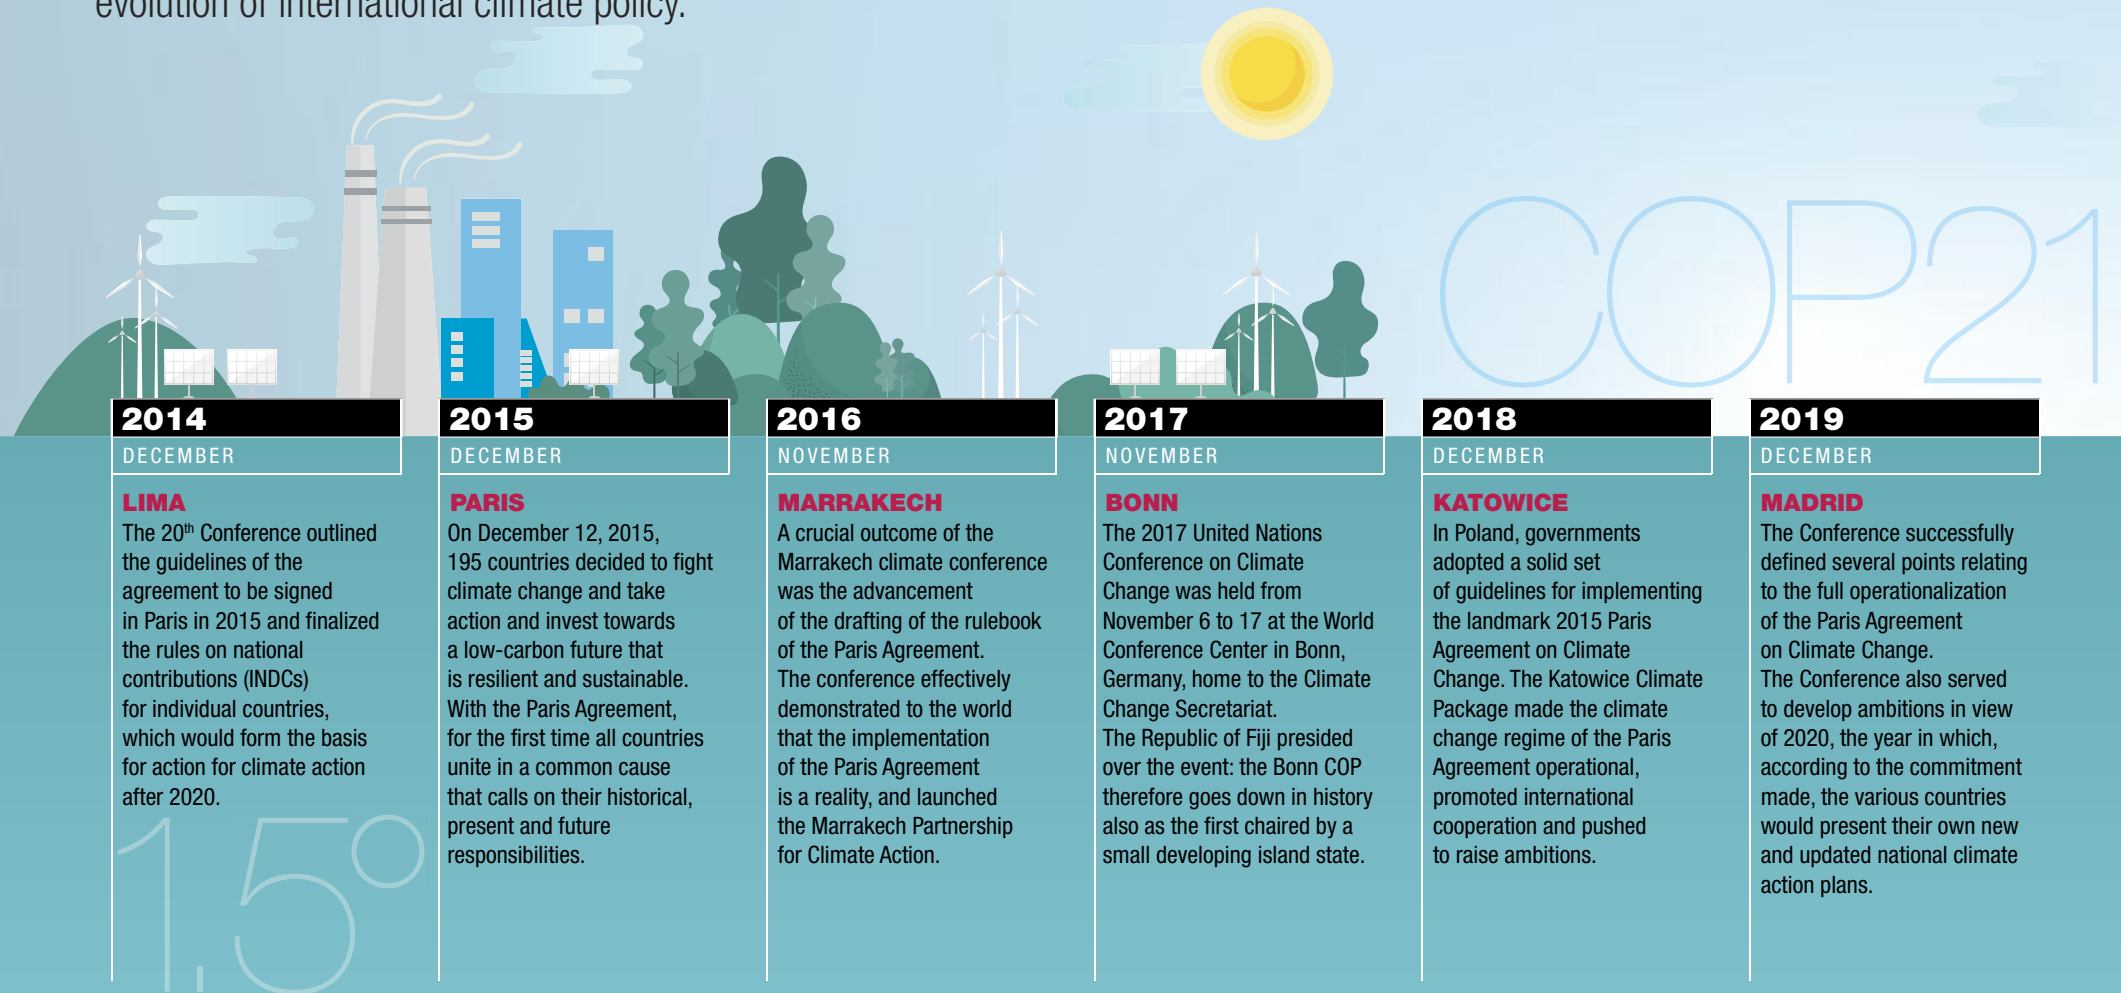 evolution of international climate policy.
COP21
2014
DECEMBER
LIMA
The 20th Conference outlined
the guidelines of the
agreement to be signed
in Paris in 2015 and finalized
the rules on national
contributions (INDCs)
for individual countries,
which would form the basis
for action for climate action
after 2020.
1,5°
2015
DECEMBER
PARIS
On December 12, 2015,
195 countries decided to fight
climate change and take
action and invest towards
a low-carbon future that
is resilient and sustainable.
With the Paris Agreement,
for the first time all countries
unite in a common cause
that calls on their historical,
present and future
responsibilities.
2016
NOVEMBER
MARRAKECH
A crucial outcome of the
Marrakech climate conference
was the advancement
of the drafting of the rulebook
of the Paris Agreement.
The conference effectively
demonstrated to the world
that the implementation
of the Paris Agreement
is a reality, and launched
the Marrakech Partnership
for Climate Action.
2017
NOVEMBER
BONN
The 2017 United Nations
Conference on Climate
Change was held from
November 6 to 17 at the World
Conference Center in Bonn,
Germany, home to the Climate
Change Secretariat.
The Republic of Fiji presided
over the event: the Bonn COP
therefore goes down in history
also as the first chaired by a
small developing island state.
2018
DECEMBER
KATOWICE
In Poland, governments
adopted a solid set
of guidelines for implementing
the landmark 2015 Paris
Agreement on Climate
Change. The Katowice Climate
Package made the climate
change regime of the Paris
Agreement operational,
promoted international
cooperation and pushed
to raise ambitions.
2019
DECEMBER
MADRID
The Conference successfully
defined several points relating
to the full operationalization
of the Paris Agreement
on Climate Change.
The Conference also served
to develop ambitions in view
of 2020, the year in which,
according to the commitment
made, the various countries
would present their own new
and updated national climate
action plans.